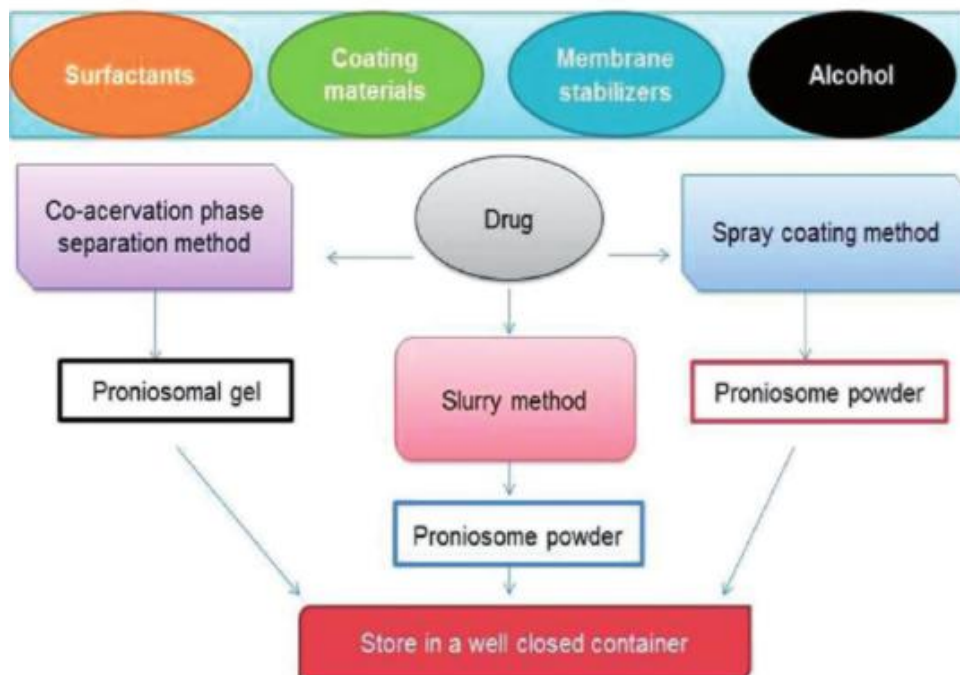 Surfactants
Coating
materials
Membrane
stabilizers
Alcohol
Co-acervation phase
separation method
Drug
Spray coating method
Proniosomal gel
Slurry method
Proniosome powder
Proniosome powder
Store in a well closed container